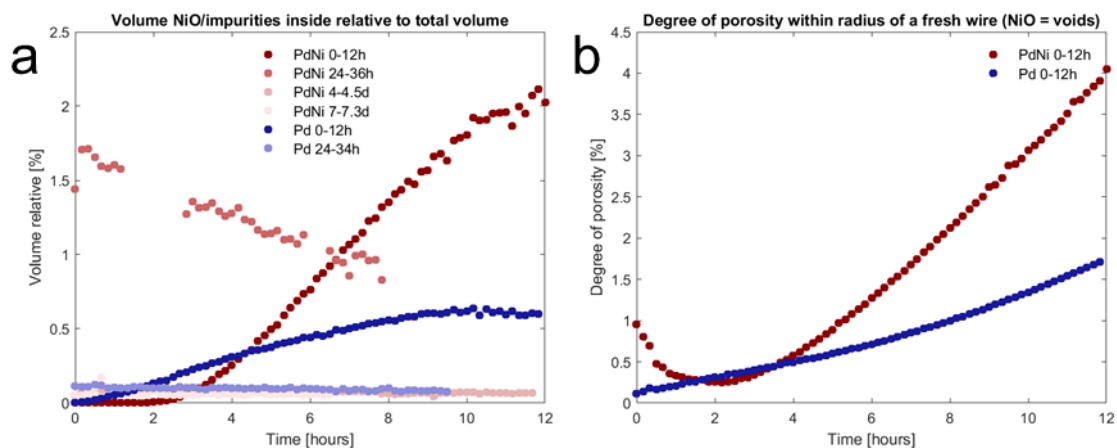 a
Volume NiO/impurities inside relative to total volume
Volume relative [%]
2.5
2
1.5
1
0.5
0
PdNi 0-12h
PdNi 24-36h
PdNi 4-4.5d
PdNi 7-7.3d
Pd 0-12h
Pd 24-34h
0 2 4 6 8 10 12
Time [hours]
b
Degree of porosity within radius of a fresh wire (NiO = voids)
Degree of porosity [%]
4.5
4
3.5
3
2.5
2
1.5
1
0.5
0
PdNi 0-12h
Pd 0-12h
0 2 4 6 8 10 12
Time [hours]